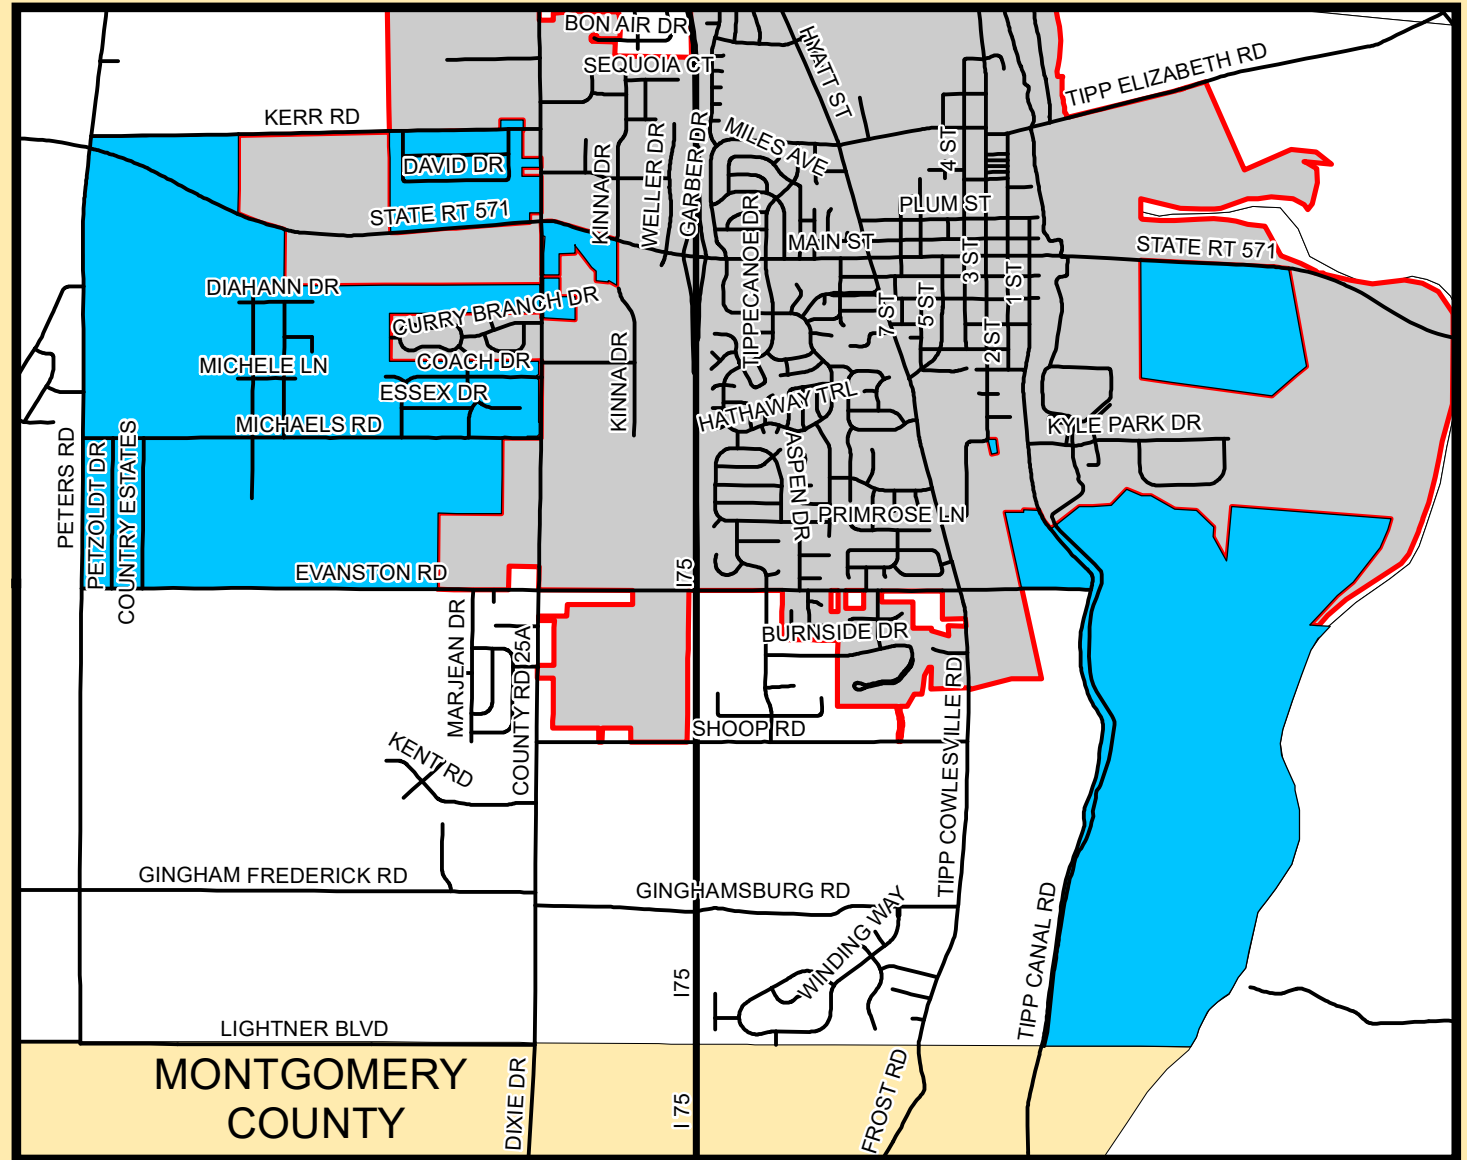 BON AIR DR
SEQUOIA CT
HYATT ST
TIPP ELIZABETH RD
KERR RD
DAVID DR
KINNA DR
WELLER DR
GARBER DR
MILES AVE
4 ST
STATE RT 571
PLUM ST
MAIN ST
STATE RT 571
TIPPECANOE DR
3 ST
1 ST
DIAHANN DR
CURRY BRANCH DR
7 ST
5 ST
2 ST
MICHELE LN
COACH DR
KINNA DR
ESSEX DR
HATHAWAY TRL
MICHAELS RD
KYLE PARK DR
PETERS RD
PETZOLDT DR
COUNTRY ESTATES
ASPEN DR
PRIMROSE LN
EVANSTON RD
I75
MARJEAN DR
COUNTY RD 25A
BURNSIDE DR
SHOOP RD
KENT RD
TIPP COWLESVILLE RD
GINGHAM FREDERICK RD
GINGHAMSBURG RD
WINDING WAY
TIPP CANAL RD
I75
LIGHTNER BLVD
MONTGOMERY
COUNTY
DIXIE DR
I 75
FROST RD